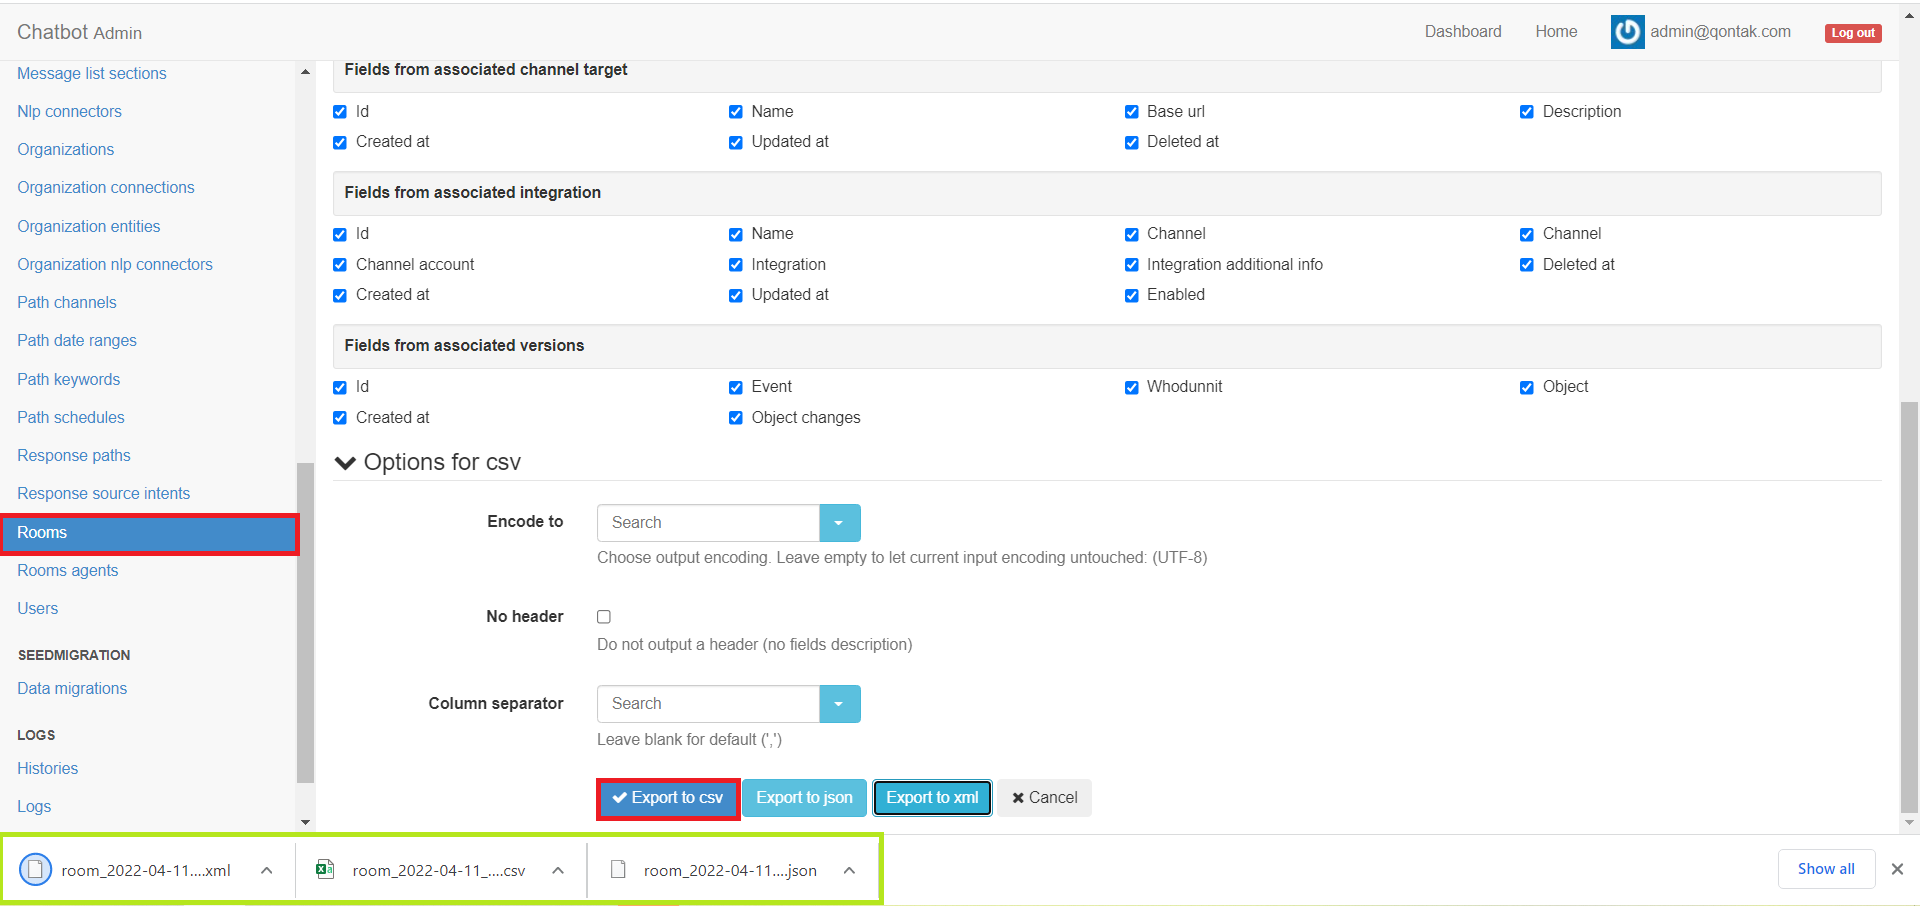 Chatbot Admin
Dashboard Home admin@qontak.com Log out
Message list sections
Nlp connectors
Organizations
Organization connections
Organization entities
Organization nlp connectors
Path channels
Path date ranges
Path keywords
Path schedules
Response paths
Response source intents
Rooms
Rooms agents
Users
SEEDMIGRATION
Data migrations
LOGS
Histories
Logs
Fields from associated channel target
Id Name Base url Description
Created at Updated at Deleted at
Fields from associated integration
Id Name Channel Channel
Channel account Integration Integration additional info Deleted at
Created at Updated at Enabled
Fields from associated versions
Id Event Whodunnit Object
Created at Object changes
Options for csv
Encode to Search
Choose output encoding. Leave empty to let current input encoding untouched: (UTF-8)
No header
Do not output a header (no fields description)
Column separator Search
Leave blank for default (',')
Export to csv Export to json Export to xml Cancel
room_2022-04-11....xml room_2022-04-11_....csv room_2022-04-11....json Show all